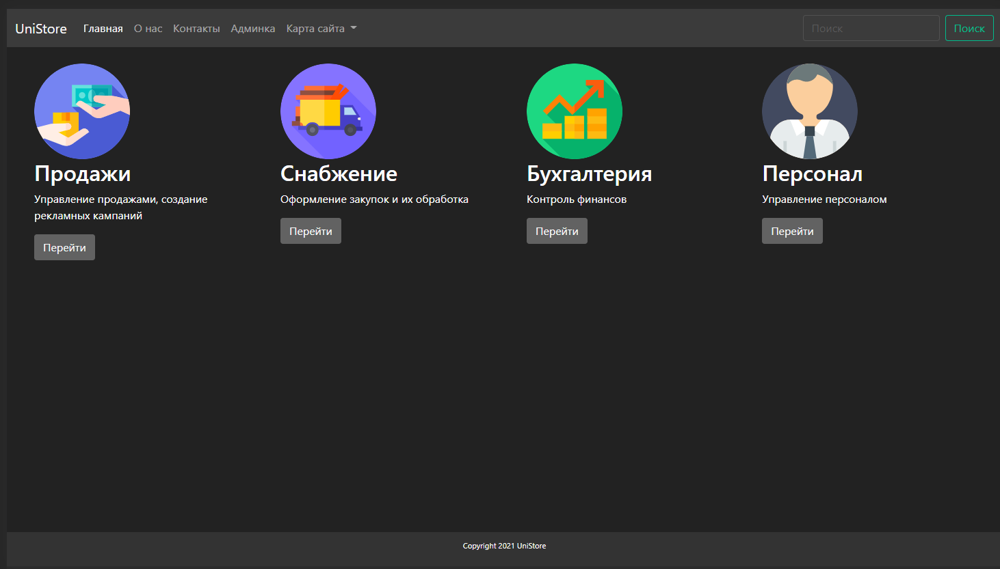 UniStore Главная О нас Контакты Админка Карта сайта Поиск Поиск
Продажи
Управление продажами, создание
рекламных кампаний
Перейти
Снабжение
Оформление закупок и их обработка
Перейти
Бухгалтерия
Контроль финансов
Перейти
Персонал
Управление персоналом
Перейти
Copyright 2021 UniStore